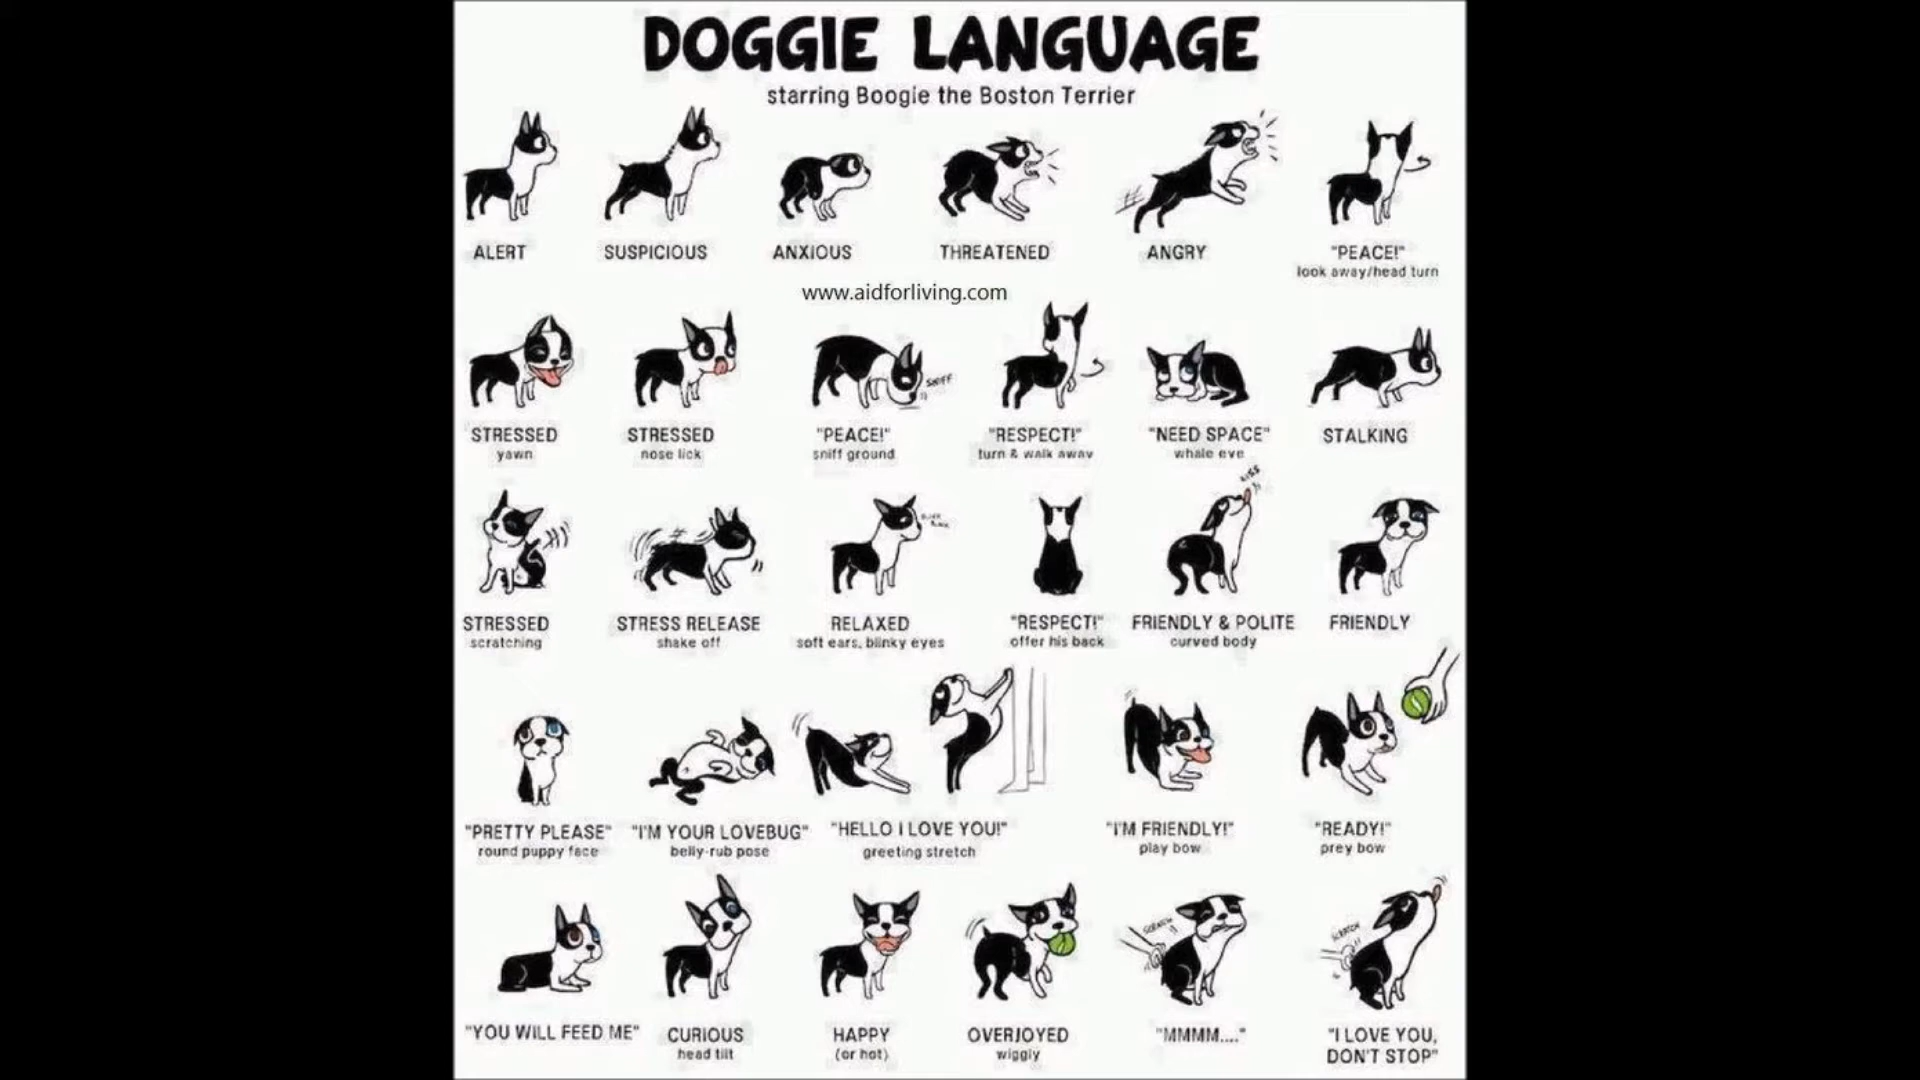 DOGGIE LANGUAGE
starring Boogie the Boston Terrier
ALERT
SUSPICIOUS
ANXIOUS
THREATENED
ANGRY
"PEACE!"
look away/head turn
www.aidforliving.com
SNIFF
STRESSED
yawn
STRESSED
nose lick
"PEACE!"
sniff ground
"RESPECT!"
turn & walk away
"NEED SPACE"
whale eye
STALKING
STRESSED
scratching
STRESS RELEASE
shake off
RELAXED
soft ears, blinky eyes
"RESPECT!"
offer his back
FRIENDLY & POLITE
curved body
FRIENDLY
"PRETTY PLEASE"
round puppy face
"I'M YOUR LOVEBUG"
belly-rub pose
"HELLO I LOVE YOU!"
greeting stretch
"I'M FRIENDLY!"
play bow
"READY!"
prey bow
SCRATCH
SCRATCH
"YOU WILL FEED ME"
CURIOUS
head tilt
HAPPY
(or hot)
OVERJOYED
wiggly
"MMMM...."
"I LOVE YOU,
DON'T STOP"